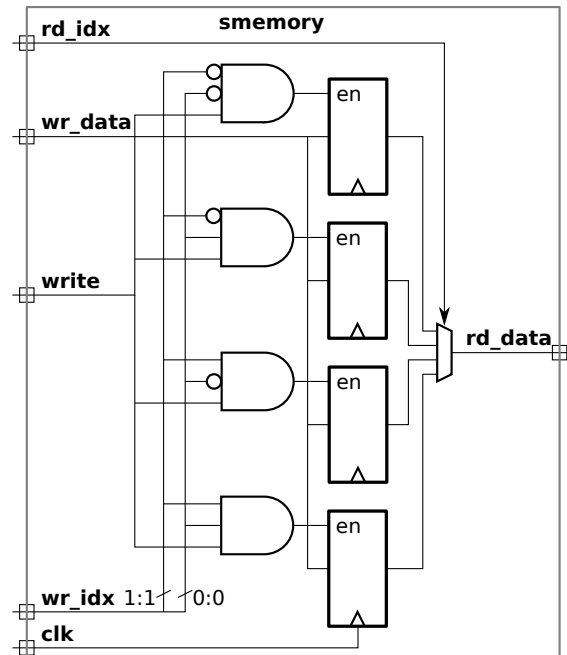 smemory
rd_idx
en
wr_data
en
write
rd_data
en
en
wr_idx 1:1 0:0
clk